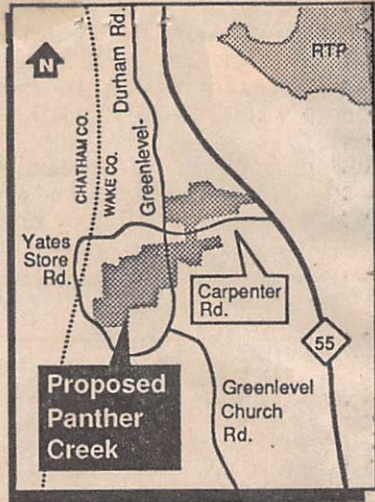 N
RTP
CHATHAM CO.
WAKE CO.
Greenlevel-
Durham Rd.
Yates
Store
Rd.
Carpenter
Rd.
55
Proposed
Panther
Creek
Greenlevel
Church
Rd.